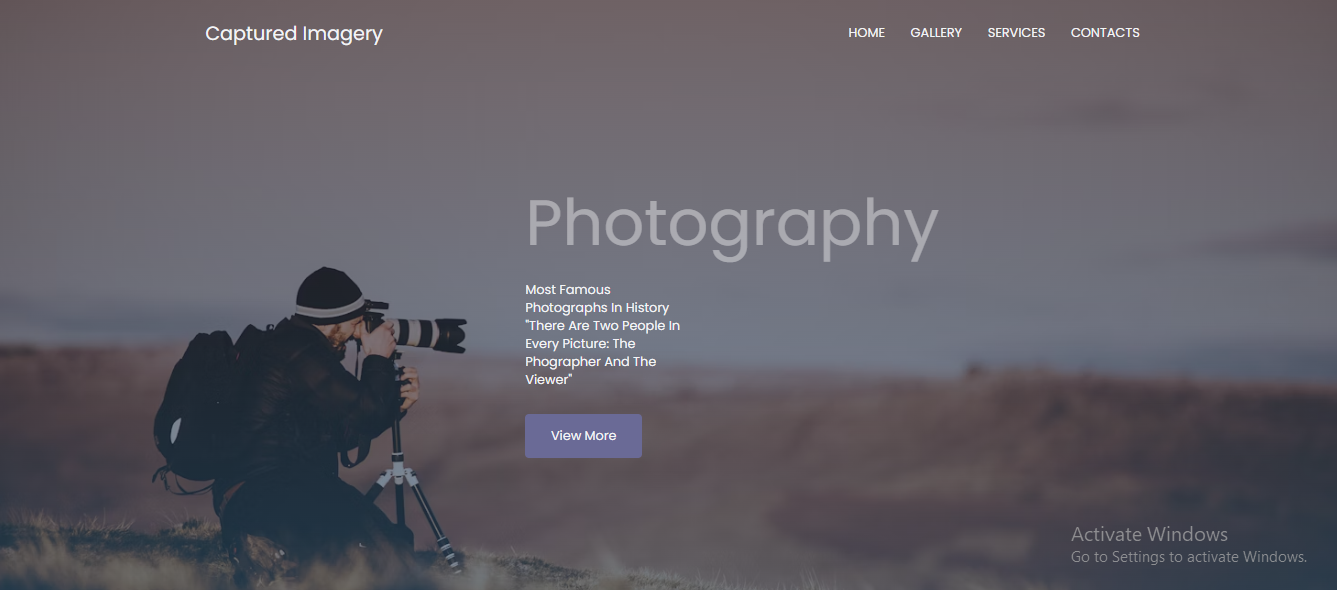 Captured Imagery
HOME GALLERY SERVICES CONTACTS
Photography
Most Famous
Photographs In History
"There Are Two People In
Every Picture: The
Phographer And The
Viewer"
View More
Activate Windows
Go to Settings to activate Windows.